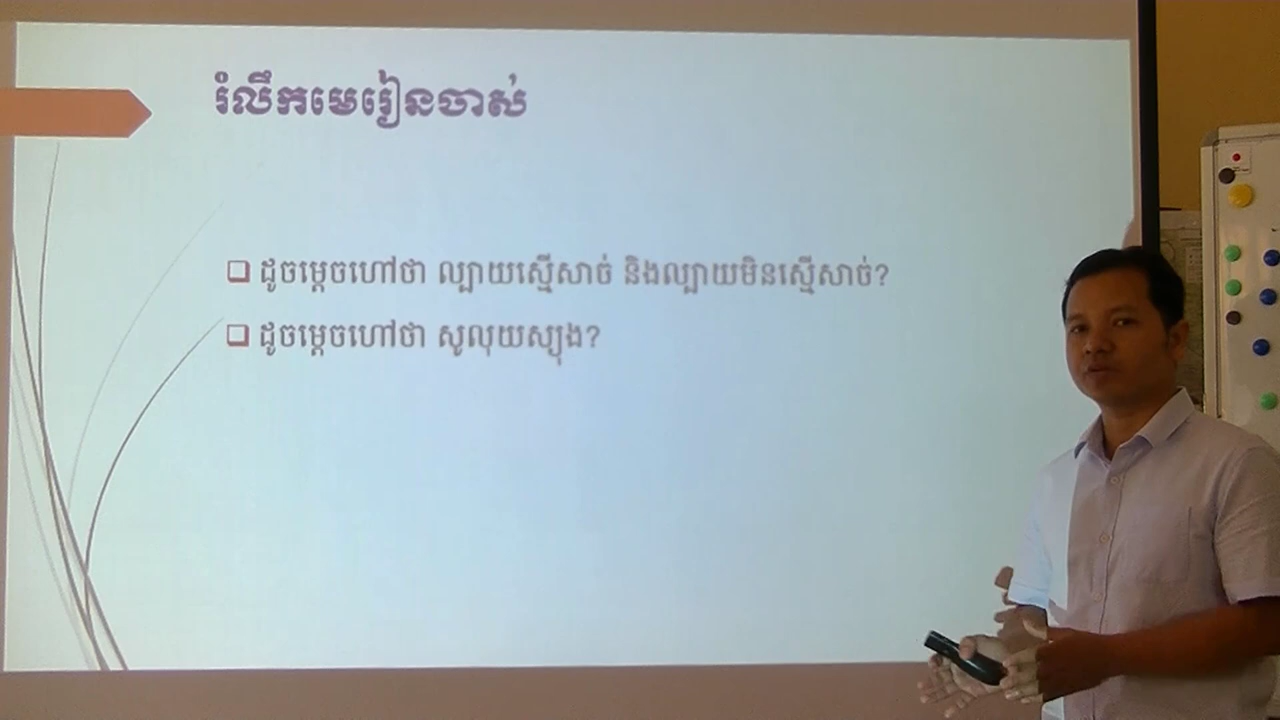 រំលឹកមេរៀនចាស់
ដូចម្ដេចហៅថា ល្បាយស្មើសាច់ និងល្បាយមិនស្មើសាច់?
ដូចម្ដេចហៅថា សូលុយស្យុង?